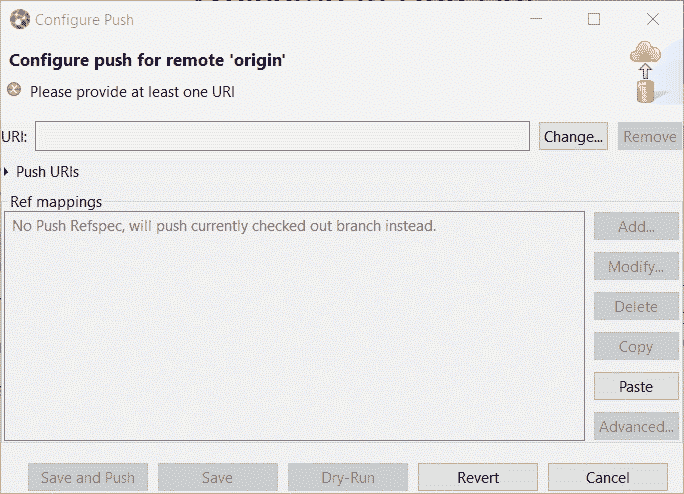 Configure Push
Configure push for remote 'origin'
Please provide at least one URI
URI:
Change...
Remove
Push URIs
Ref mappings
No Push Refspec, will push currently checked out branch instead.
Add...
Modify...
Delete
Copy
Paste
Advanced...
Save and Push
Save
Dry-Run
Revert
Cancel